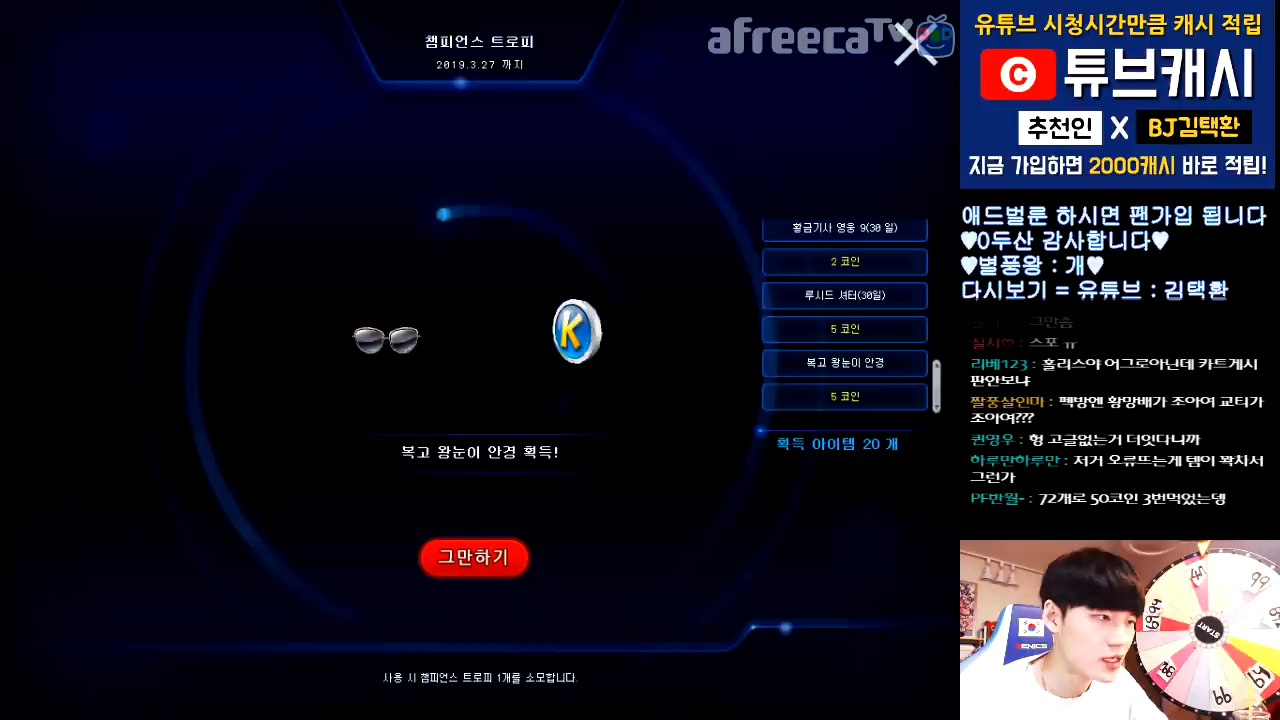 챔피언스 트로피
2019.3.27 까지
afreecaTV
황금기사 영웅 9(30 일)
2 코인
루시드 셔터(30일)
5 코인
복고 왕눈이 안경
5 코인
획득 아이템 20 개
K
복고 왕눈이 안경 획득!
그만하기
사용 시 챔피언스 트로피 1개를 소모합니다.
유튜브 시청시간만큼 캐시 적립
C 튜브캐시
추천인 X BJ김택환
지금 가입하면 2000캐시 바로 적립!
애드벌룬 하시면 팬가입 됩니다
♥0두산 감사합니다♥
♥별풍왕 : 개♥
다시보기 = 유튜브 : 김택환
그만좀
실시♡ : 스포 ㅠ
리베123 : 홀리스야 어그로아닌데 카트게시
판안보냐
짤풍살인마 : 펙방엔 황망배가 조아여 교티가
조아여???
퀸명우 : 형 고글없는거 더잇다니까
하루만하루만 : 저거 오류뜨는게 템이 꽉차서
그런가
PF반월- : 72개로 50코인 3번먹었는뎅
GENICS
START
99
66